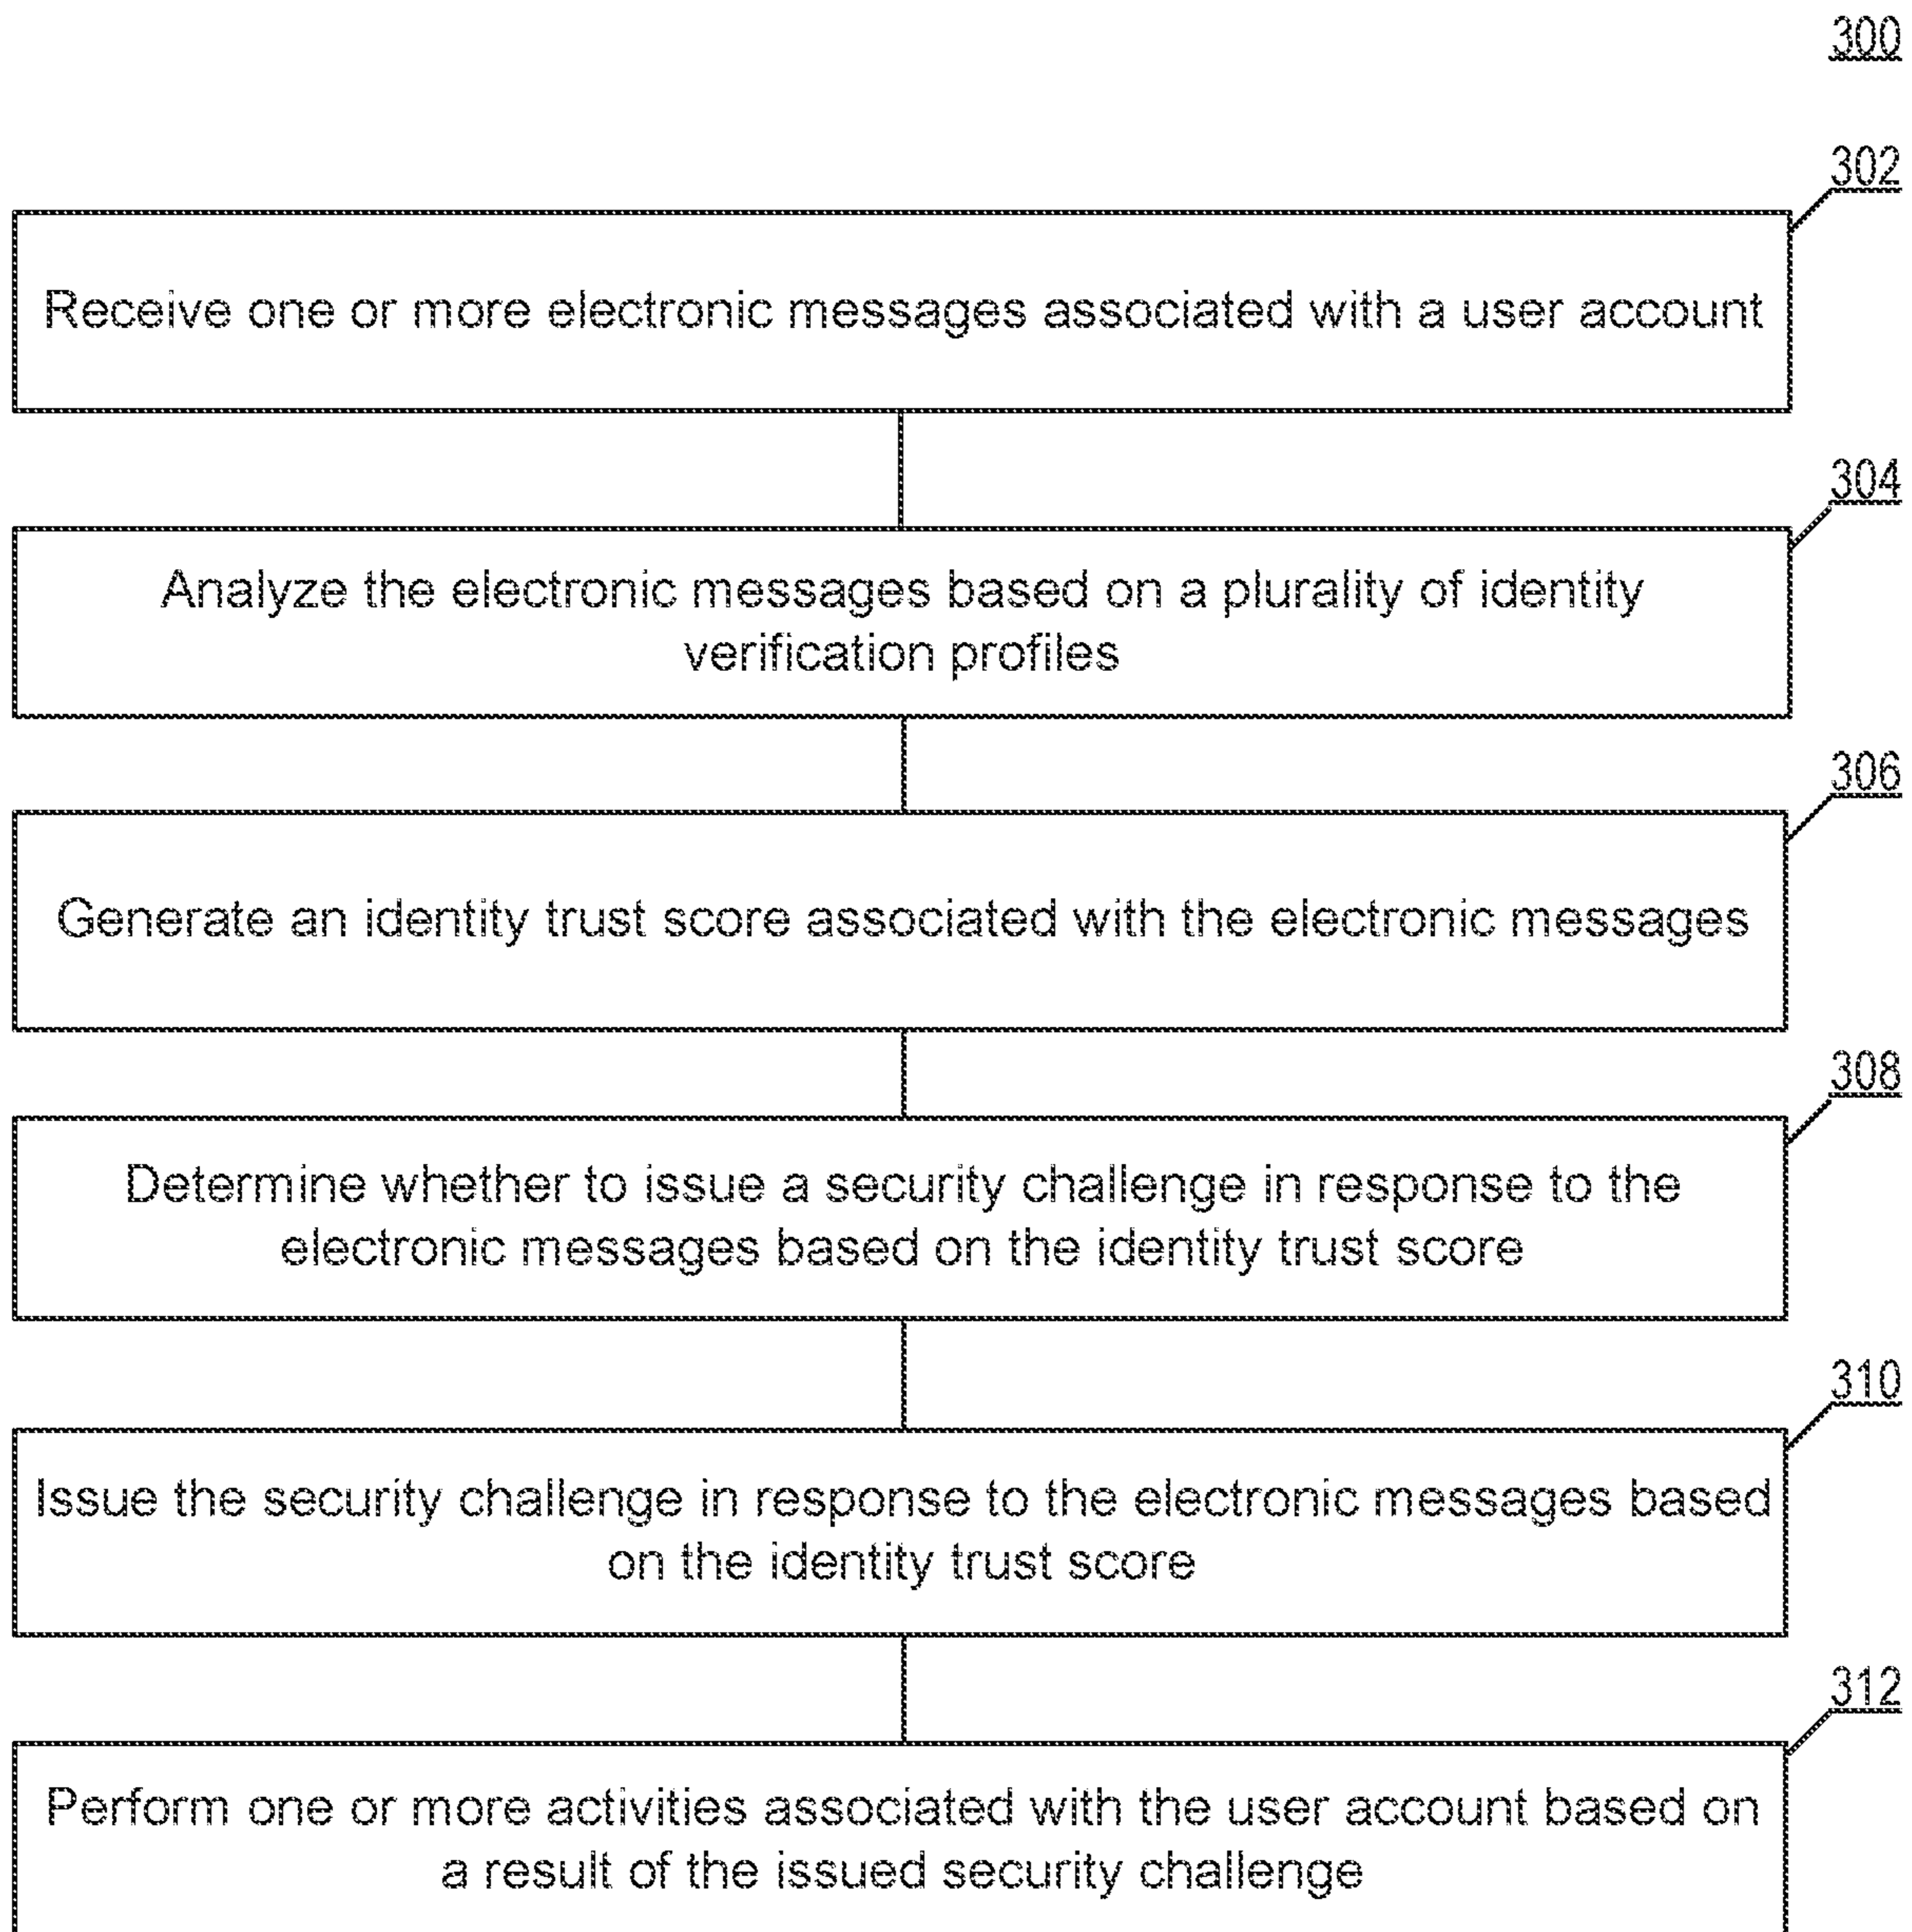 300
302
Receive one or more electronic messages associated with a user account
304
Analyze the electronic messages based on a plurality of identity
verification profiles
306
Generate an identity trust score associated with the electronic messages
308
Determine whether to issue a security challenge in response to the
electronic messages based on the identity trust score
310
Issue the security challenge in response to the electronic messages based
on the identity trust score
312
Perform one or more activities associated with the user account based on
a result of the issued security challenge